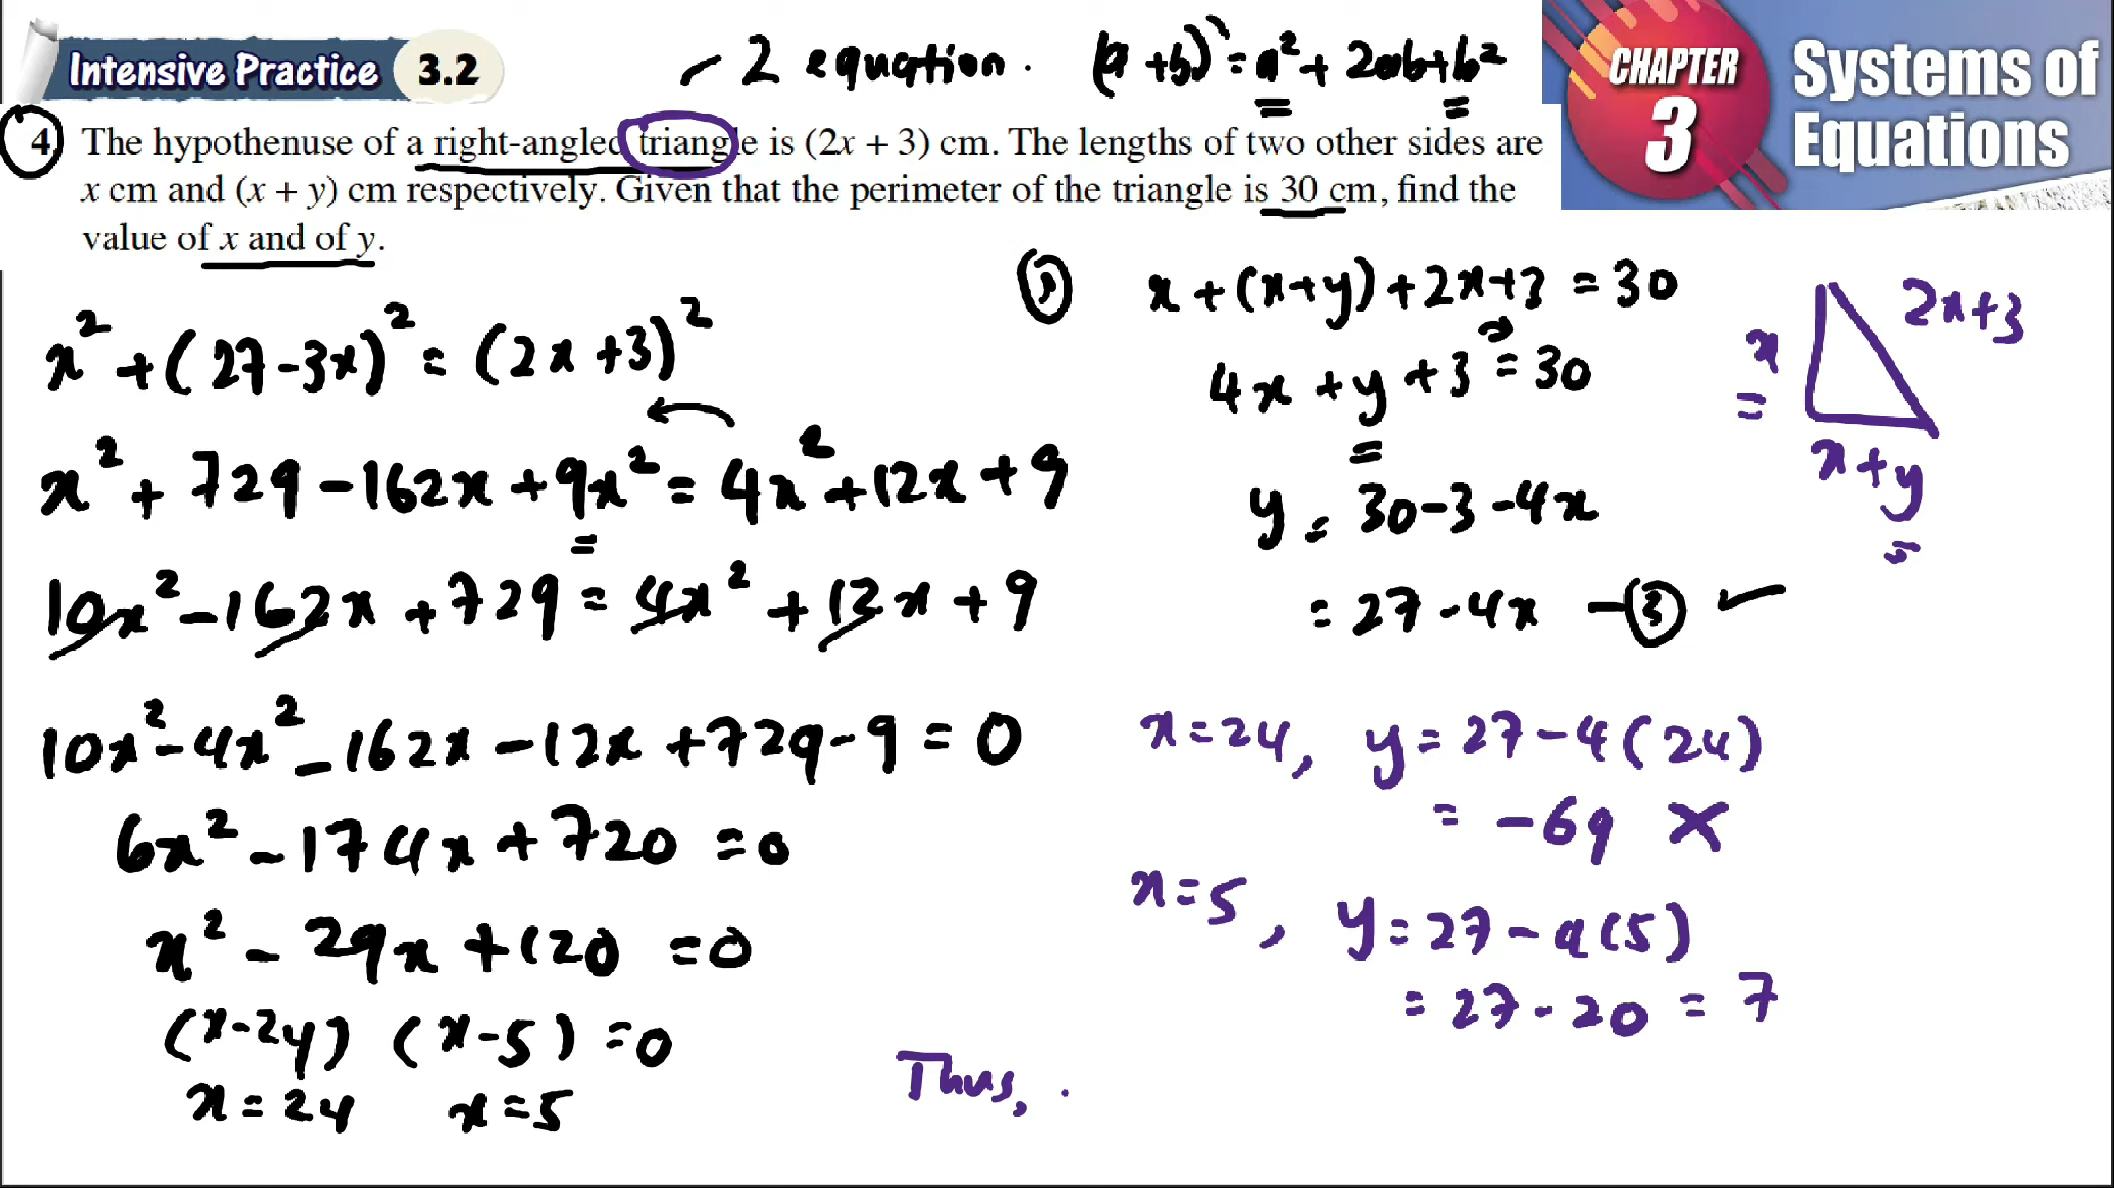 Intensive Practice 3.2
- 2 equation. (a+b)² = a² + 2ab + b²
CHAPTER 3
Systems of
Equations
4. The hypothenuse of a right-angled triangle is (2x + 3) cm. The lengths of two other sides are
x cm and (x + y) cm respectively. Given that the perimeter of the triangle is 30 cm, find the
value of x and of y.
x² + (27-3x)² = (2x+3)²
x² + 729 - 162x + 9x² = 4x² + 12x + 9
10x² - 162x + 729 = 4x² + 12x + 9
10x² - 4x² - 162x - 12x + 729 - 9 = 0
6x² - 174x + 720 = 0
x² - 29x + 120 = 0
(x-24) (x-5) = 0
x = 24 x = 5
① x + (x+y) + 2x+3 = 30
4x + y + 3 = 30
y = 30 - 3 - 4x
= 27 - 4x - ③ ✓
x
2x+3
x+y
x = 24, y = 27 - 4(24)
= -69 ✗
x = 5, y = 27 - 4(5)
= 27 - 20 = 7
Thus,